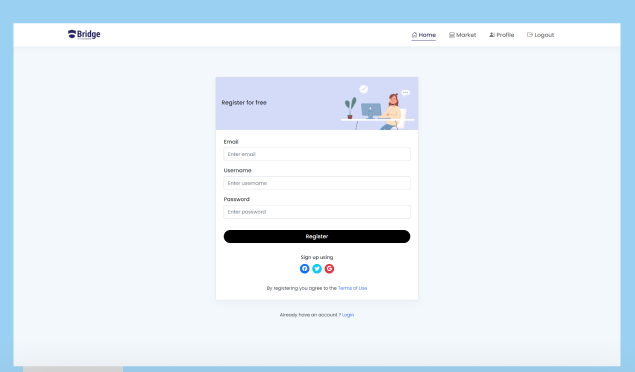 Bridge
Home Market Profile Logout
Register for free
Email
Enter email
Username
Enter username
Password
Enter password
Register
Sign up using
By registering you agree to the Terms of Use
Already have an account ? Login